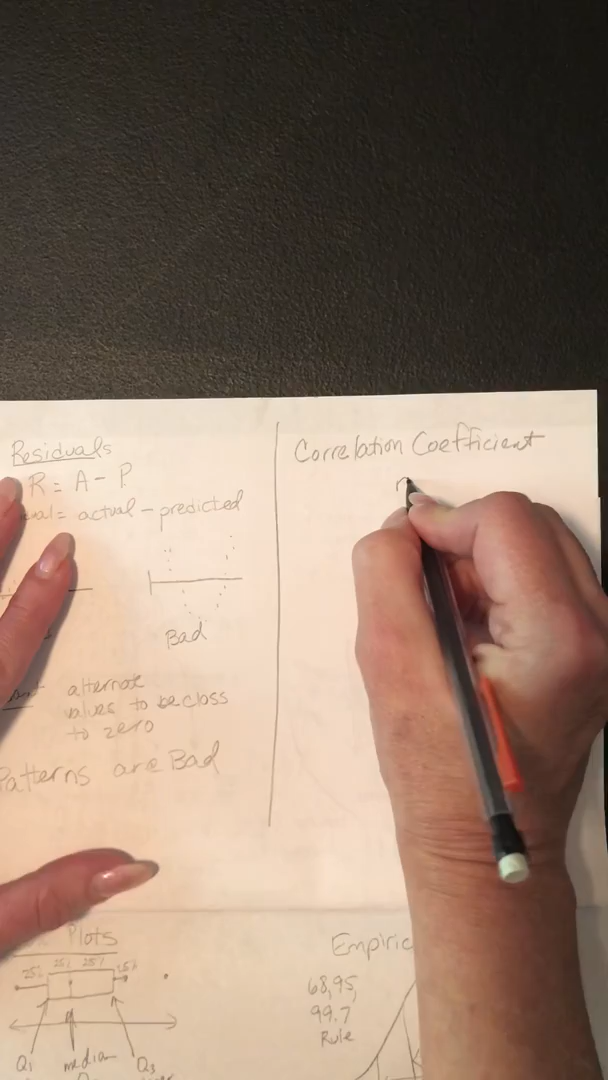 Residuals
R = A - P
ual = actual - predicted
Bad
alternate
values to be close
to zero
Patterns are Bad
Correlation Coefficient
r
Plots
25% 25% 25% 25%
Q1 median Q3
Empiric
68, 95,
99.7
Rule